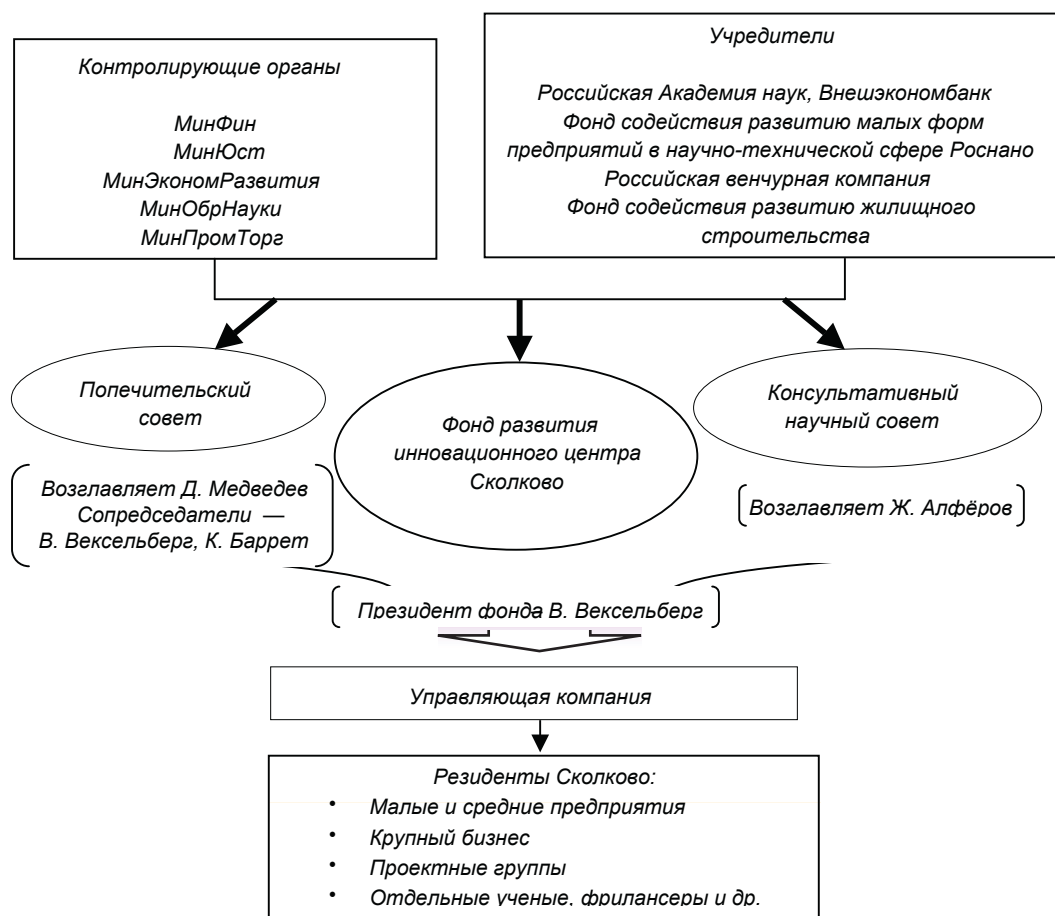 Контролирующие органы
МинФин
МинЮст
МинЭкономРазвития
МинОбрНауки
МинПромТорг
Учредители
Российская Академия наук, Внешэкономбанк
Фонд содействия развитию малых форм
предприятий в научно-технической сфере Роснано
Российская венчурная компания
Фонд содействия развитию жилищного
строительства
Попечительский
совет
Фонд развития
инновационного центра
Сколково
Консультативный
научный совет
Возглавляет Д. Медведев
Сопредседатели —
В. Вексельберг, К. Баррет
Возглавляет Ж. Алфёров
Президент фонда В. Вексельберг
Управляющая компания
Резиденты Сколково:
• Малые и средние предприятия
• Крупный бизнес
• Проектные группы
• Отдельные ученые, фрилансеры и др.